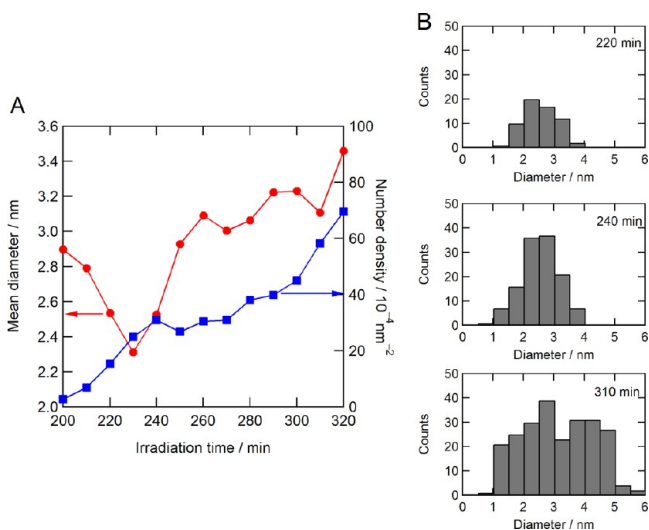 A
3.6
3.4
3.2
3.0
2.8
2.6
2.4
2.2
2.0
Mean diameter / nm
100
80
60
40
20
0
Number density / 10⁻⁴ nm⁻²
200 220 240 260 280 300 320
Irradiation time / min
B
220 min
50
40
30
20
10
0
Counts
0 1 2 3 4 5 6
Diameter / nm
240 min
50
40
30
20
10
0
Counts
0 1 2 3 4 5 6
Diameter / nm
310 min
50
40
30
20
10
0
Counts
0 1 2 3 4 5 6
Diameter / nm